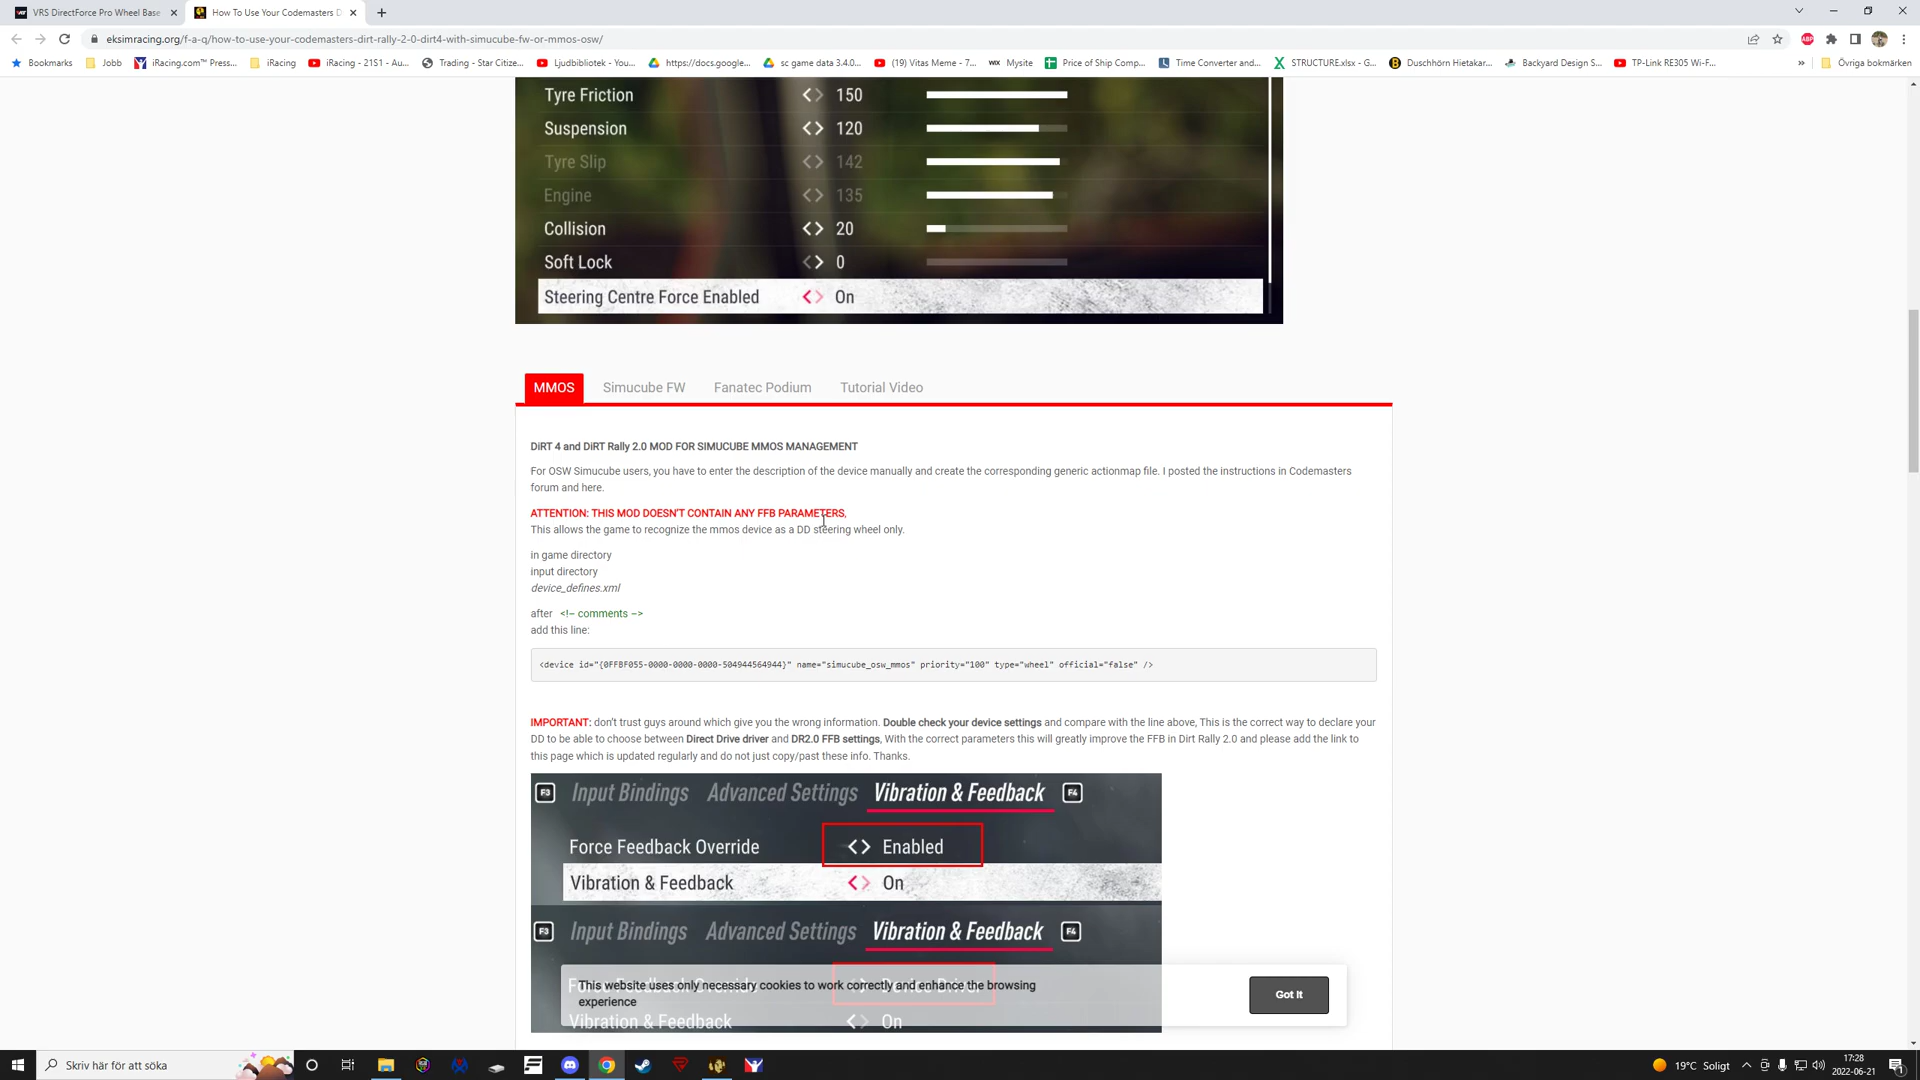 VRS DirectForce Pro Wheel Base
How To Use Your Codemasters D
eksimracing.org/f-a-q/how-to-use-your-codemasters-dirt-rally-2-0-dirt4-with-simucube-fw-or-mmos-osw/
Bookmarks
Jobb
iRacing.com™ Press...
iRacing
iRacing - 21S1 - Au...
Trading - Star Citize...
Ljudbibliotek - You...
https://docs.google...
sc game data 3.4.0...
(19) Vitas Meme - 7...
WiX Mysite
Price of Ship Comp...
Time Converter and...
STRUCTURE.xlsx - G...
Duschhörn Hietakar...
Backyard Design S...
TP-Link RE305 Wi-F...
»
Övriga bokmärken
Tyre Friction <> 150
Suspension <> 120
Tyre Slip <> 142
Engine <> 135
Collision <> 20
Soft Lock <> 0
Steering Centre Force Enabled <> On
MMOS Simucube FW Fanatec Podium Tutorial Video
DiRT 4 and DiRT Rally 2.0 MOD FOR SIMUCUBE MMOS MANAGEMENT
For OSW Simucube users, you have to enter the description of the device manually and create the corresponding generic actionmap file. I posted the instructions in Codemasters
forum and here.
ATTENTION: THIS MOD DOESN'T CONTAIN ANY FFB PARAMETERS,
This allows the game to recognize the mmos device as a DD steering wheel only.
in game directory
input directory
device_defines.xml
after <!– comments –>
add this line:
<device id="{0FFBF055-0000-0000-0000-504944564944}" name="simucube_osw_mmos" priority="100" type="wheel" official="false" />
IMPORTANT: don't trust guys around which give you the wrong information. Double check your device settings and compare with the line above, This is the correct way to declare your
DD to be able to choose between Direct Drive driver and DR2.0 FFB settings, With the correct parameters this will greatly improve the FFB in Dirt Rally 2.0 and please add the link to
this page which is updated regularly and do not just copy/past these info. Thanks.
F3 Input Bindings Advanced Settings Vibration & Feedback F4
Force Feedback Override <> Enabled
Vibration & Feedback <> On
F3 Input Bindings Advanced Settings Vibration & Feedback F4
This website uses only necessary cookies to work correctly and enhance the browsing
experience
Got It
Vibration & Feedback <> On
Skriv här för att söka
19°C Soligt
17:28
2022-06-21